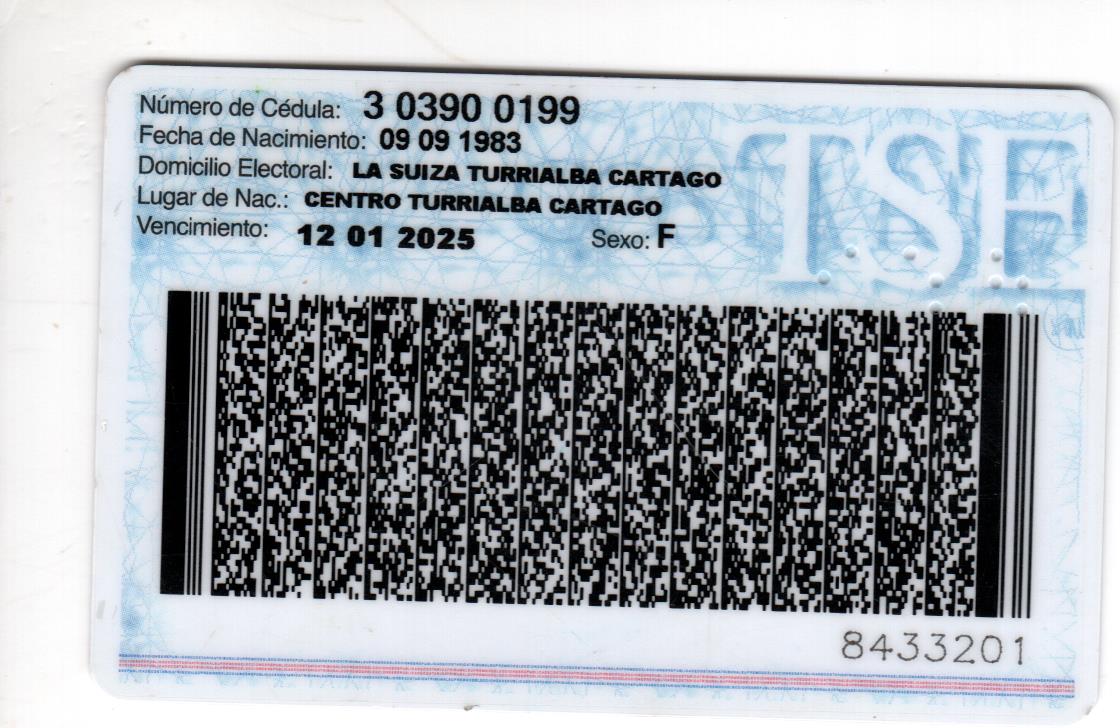 Número de Cédula: 3 0390 0199
Fecha de Nacimiento: 09 09 1983
Domicilio Electoral: LA SUIZA TURRIALBA CARTAGO
Lugar de Nac.: CENTRO TURRIALBA CARTAGO
Vencimiento: 12 01 2025 Sexo: F
TSE
8433201